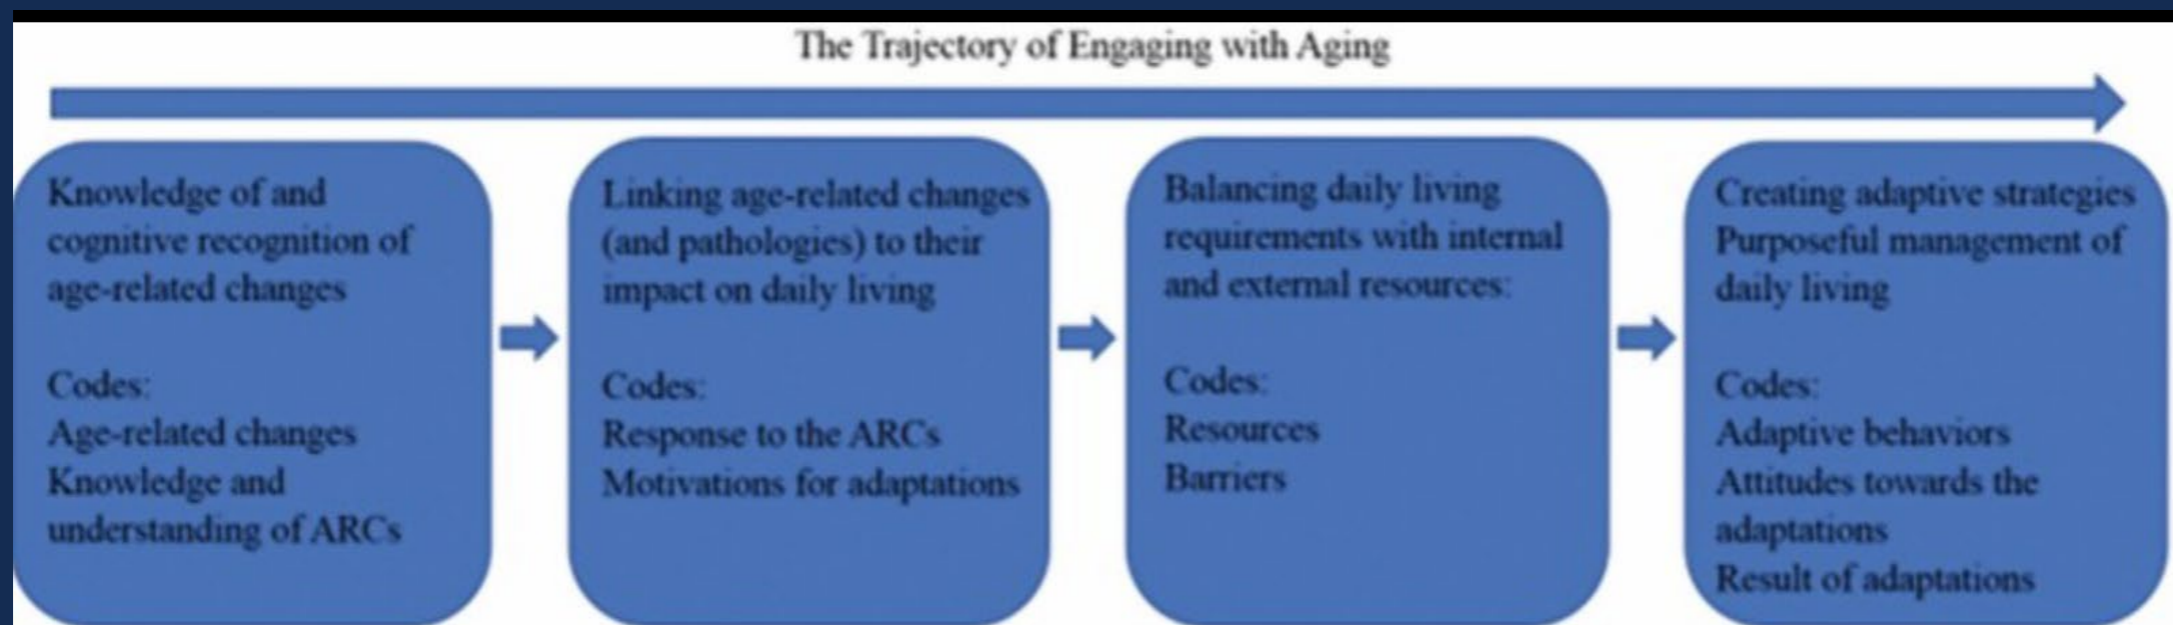 The Trajectory of Engaging with Aging
Knowledge of and
cognitive recognition of
age-related changes
Codes:
Age-related changes
Knowledge and
understanding of ARCs
Linking age-related changes
(and pathologies) to their
impact on daily living
Codes:
Response to the ARCs
Motivations for adaptations
Balancing daily living
requirements with internal
and external resources:
Codes:
Resources
Barriers
Creating adaptive strategies
Purposeful management of
daily living
Codes:
Adaptive behaviors
Attitudes towards the
adaptations
Result of adaptations